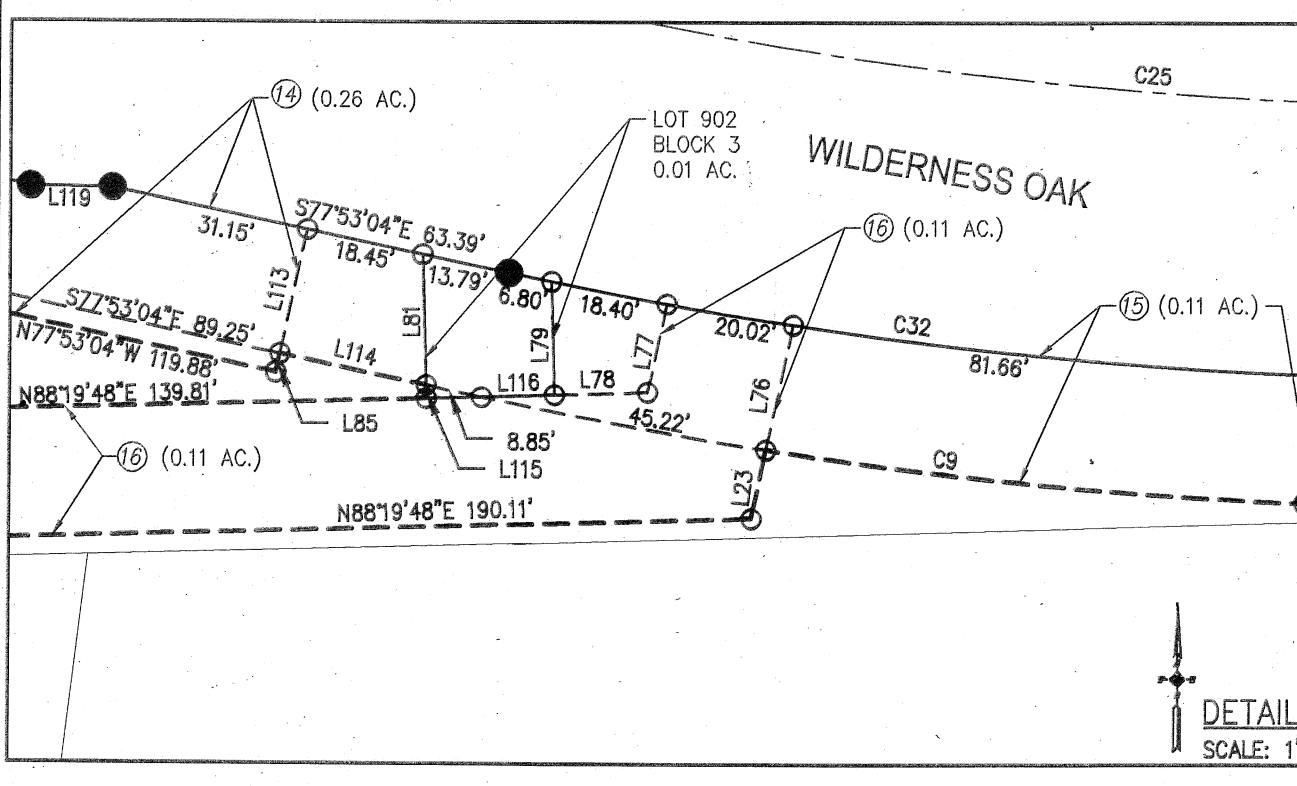 C25
14 (0.26 AC.)
LOT 902
BLOCK 3
0.01 AC.
WILDERNESS OAK
L119
31.15'
S77°53'04"E 63.39'
18.45'
13.79'
6.80'
18.40'
20.02'
16 (0.11 AC.)
C32
15 (0.11 AC.)
81.66'
L113
L81
L79
L77
L76
S77°53'04"E 89.25'
N77°53'04"W 119.88'
L114
L116
L78
N88°19'48"E 139.81'
L85
8.85'
L115
45.22'
16 (0.11 AC.)
C9
L23
N88°19'48"E 190.11'
DETAIL
SCALE: 1"